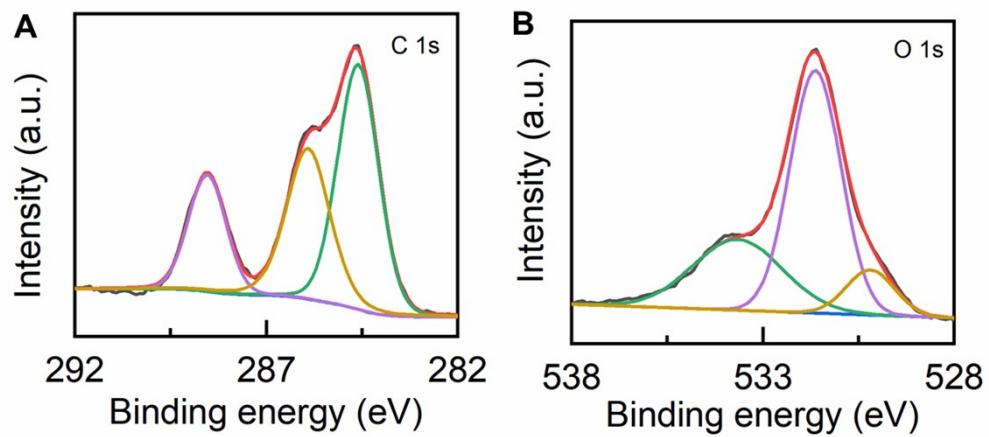 A
C 1s
Intensity (a.u.)
292 287 282
Binding energy (eV)
B
O 1s
Intensity (a.u.)
538 533 528
Binding energy (eV)